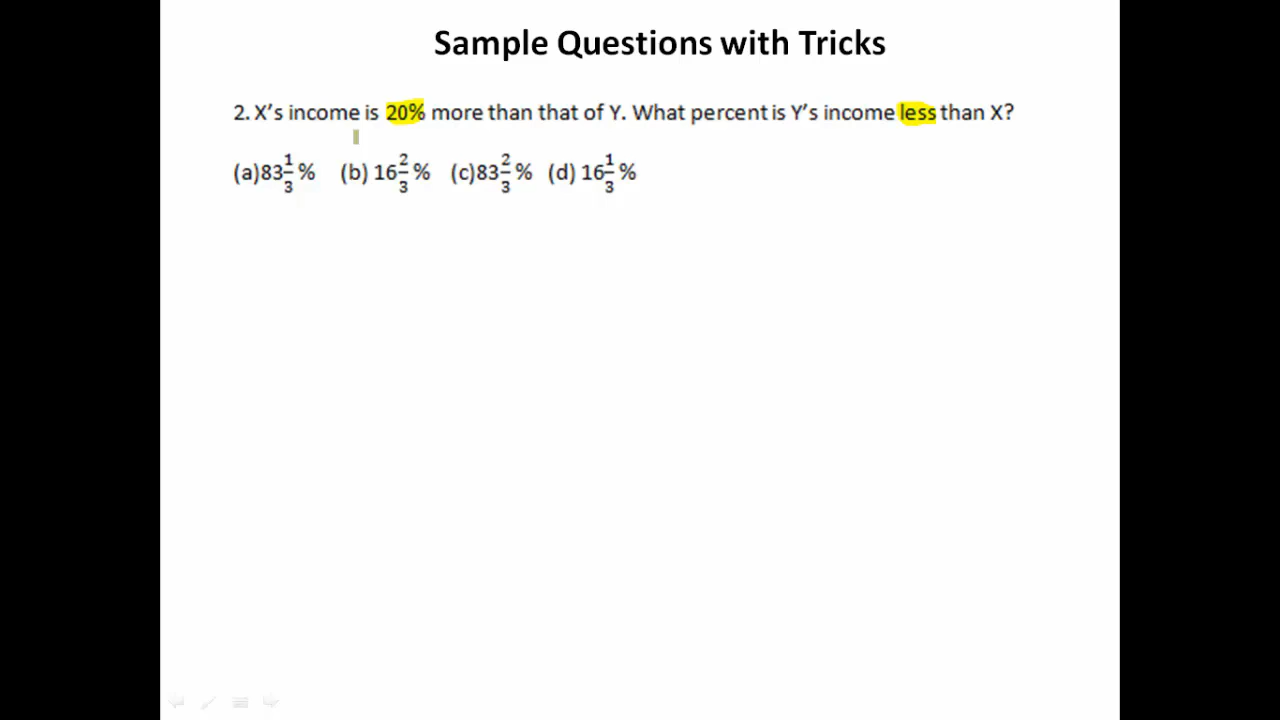 Sample Questions with Tricks
2. X’s income is 20% more than that of Y. What percent is Y’s income less than X?
(a)83 1/3 % (b) 16 2/3 % (c)83 2/3 % (d) 16 1/3 %